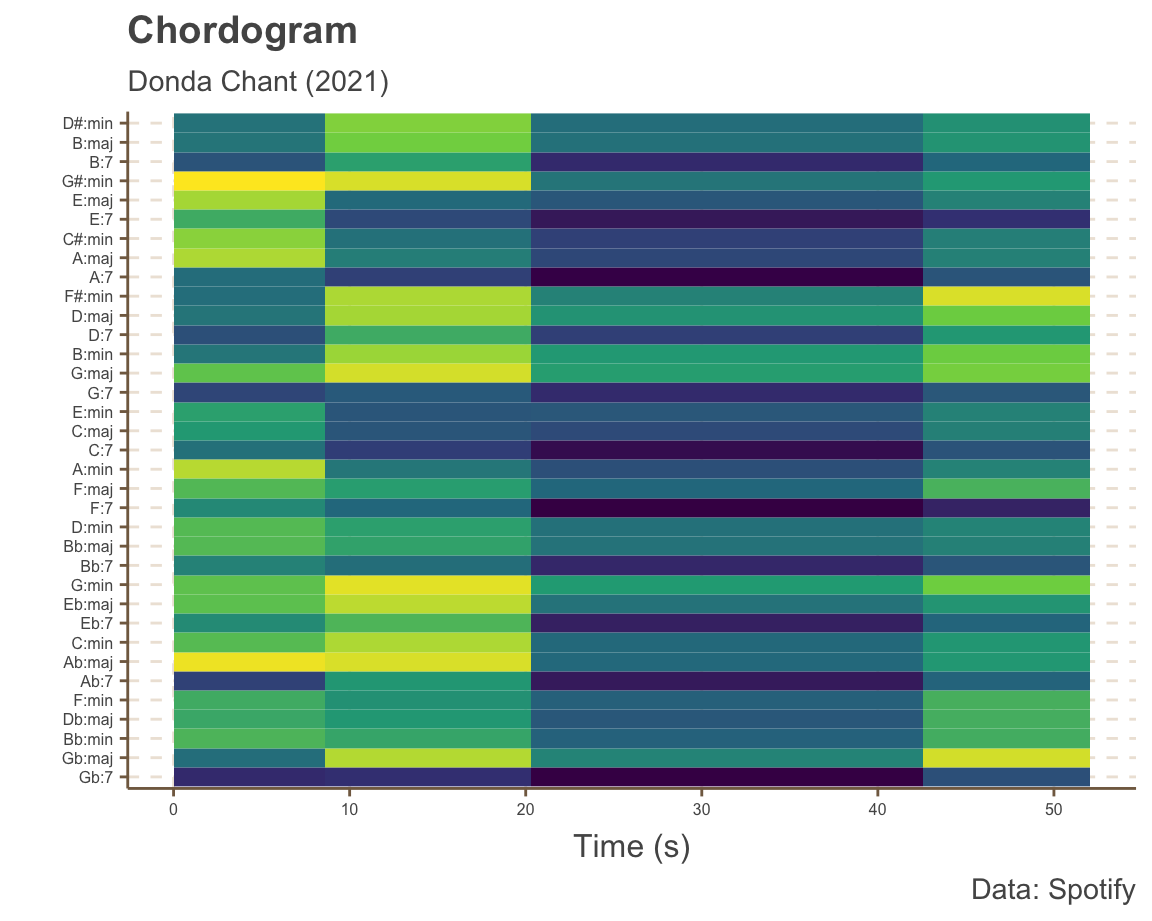 Chordogram
Donda Chant (2021)
D#:min
B:maj
B:7
G#:min
E:maj
E:7
C#:min
A:maj
A:7
F#:min
D:maj
D:7
B:min
G:maj
G:7
E:min
C:maj
C:7
A:min
F:maj
F:7
D:min
Bb:maj
Bb:7
G:min
Eb:maj
Eb:7
C:min
Ab:maj
Ab:7
F:min
Db:maj
Bb:min
Gb:maj
Gb:7
0 10 20 30 40 50
Time (s)
Data: Spotify